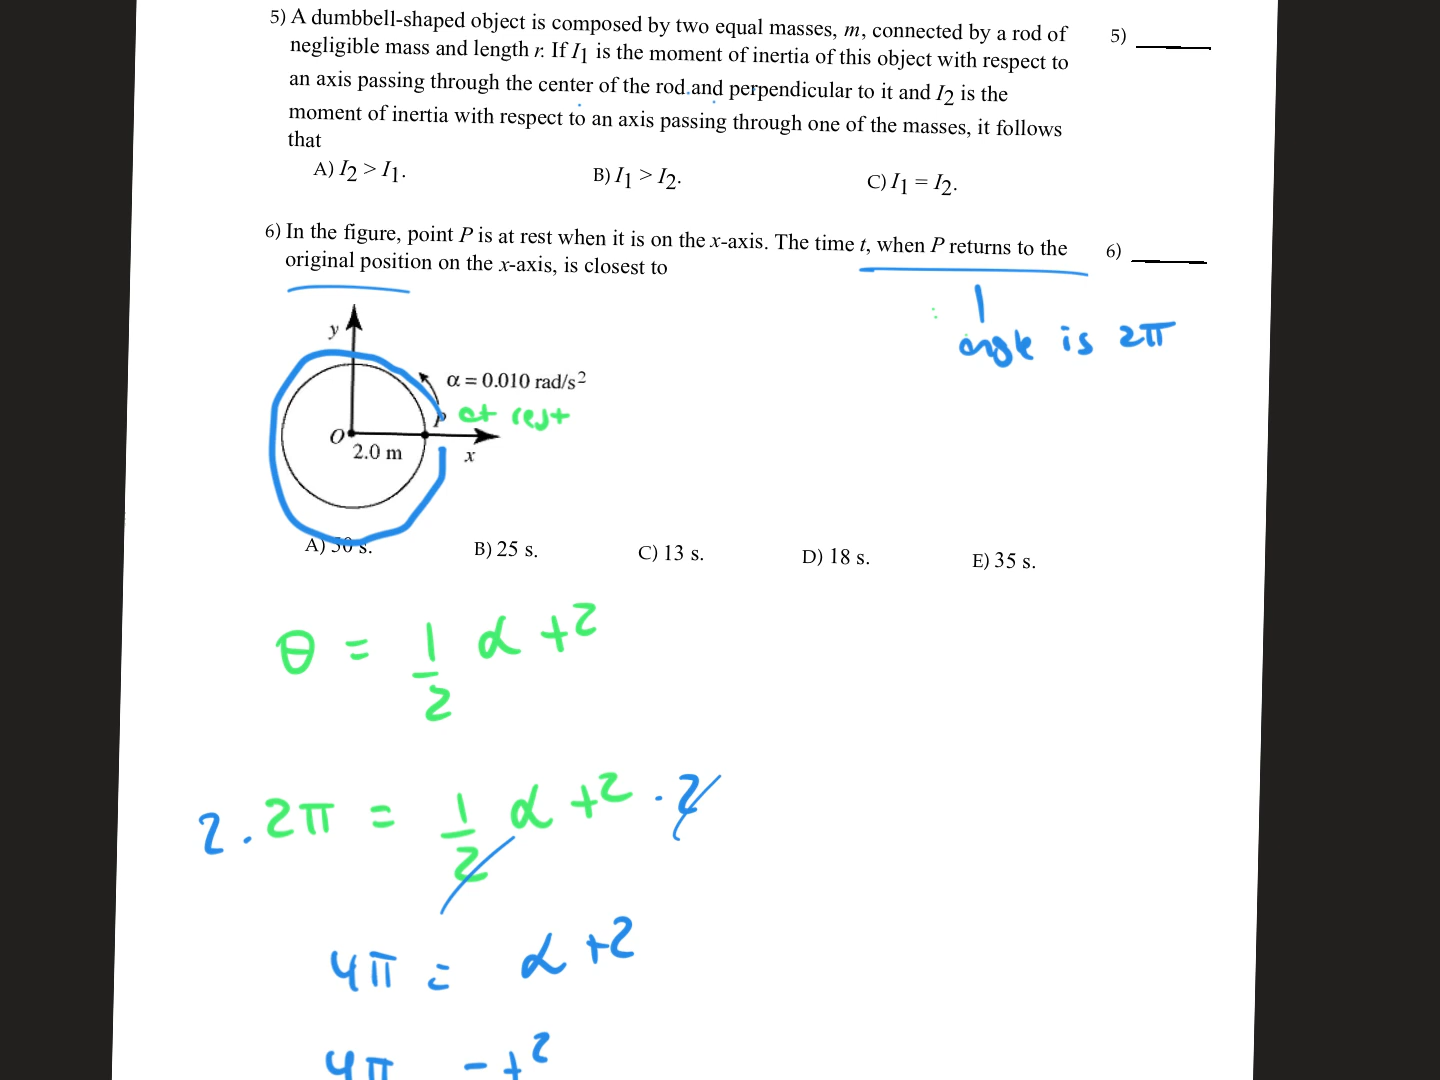 5) A dumbbell-shaped object is composed by two equal masses, m, connected by a rod of
5) ____
negligible mass and length r. If I1 is the moment of inertia of this object with respect to
an axis passing through the center of the rod and perpendicular to it and I2 is the
moment of inertia with respect to an axis passing through one of the masses, it follows
that
A) I2 > I1.
B) I1 > I2.
C) I1 = I2.
6) In the figure, point P is at rest when it is on the x-axis. The time t, when P returns to the
6) ____
original position on the x-axis, is closest to
angle is 2π
y
α = 0.010 rad/s2
P at rest
O
2.0 m
x
A) 50 s.
B) 25 s.
C) 13 s.
D) 18 s.
E) 35 s.
θ = 1/2 α t2
2 · 2π = 1/2 α t2 · 2
4π = α t2
4π = t2